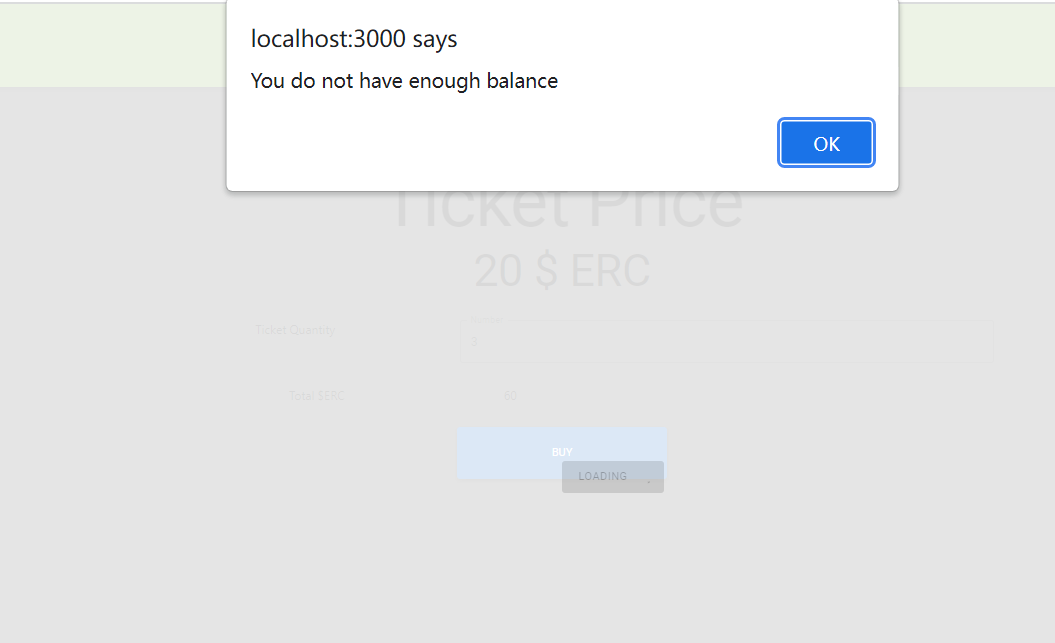 localhost:3000 says
You do not have enough balance
OK
Ticket Price
20 $ ERC
Ticket Quantity
3
Total $ERC
60
BUY
LOADING